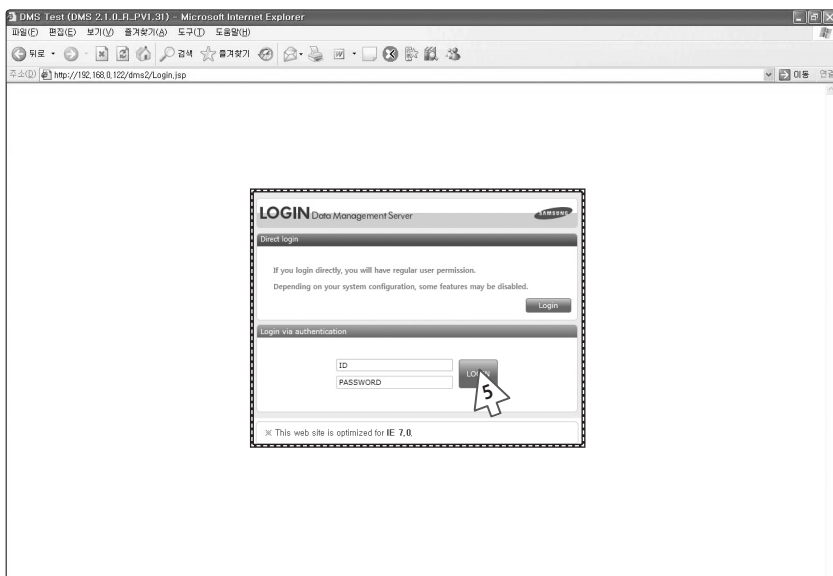 DMS Test (DMS 2.1.0_R_PV1.31) - Microsoft Internet Explorer
파일(F) 편집(E) 보기(V) 즐겨찾기(A) 도구(T) 도움말(H)
뒤로 검색 즐겨찾기
주소(D) http://192.168.0.122/dms2/Login.jsp 이동 연결
LOGIN Data Management Server SAMSUNG
Direct login
If you login directly, you will have regular user permission.
Depending on your system configuration, some features may be disabled.
Login
Login via authentication
ID
PASSWORD
LOGIN
5
※ This web site is optimized for IE 7.0.